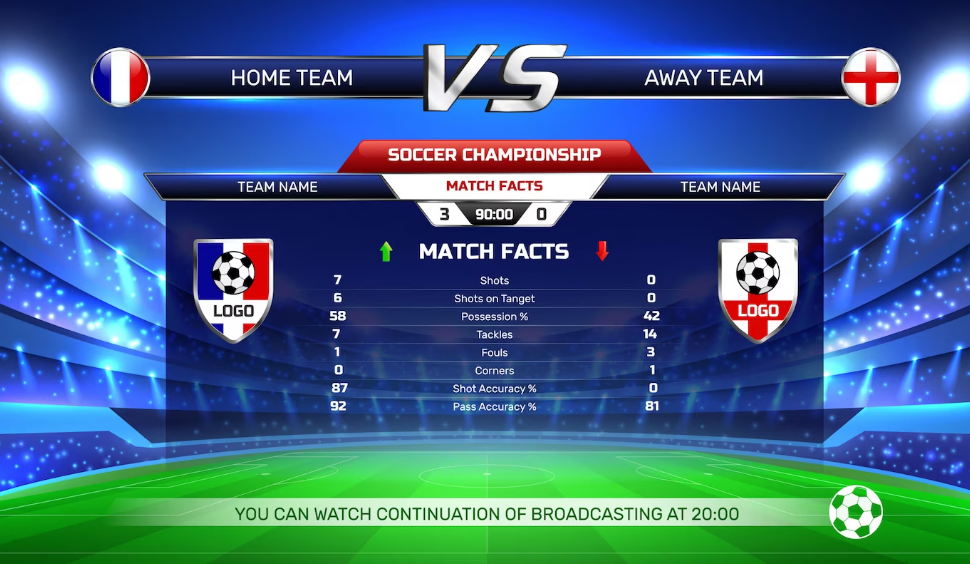 HOME TEAM VS AWAY TEAM
SOCCER CHAMPIONSHIP
TEAM NAME MATCH FACTS TEAM NAME
3 90:00 0
MATCH FACTS
7 Shots 0
6 Shots on Tanget 0
58 Possession % 42
7 Tackles 14
1 Fouls 3
0 Corners 1
87 Shot Accuracy % 0
92 Pass Accuracy % 81
LOGO LOGO
YOU CAN WATCH CONTINUATION OF BROADCASTING AT 20:00